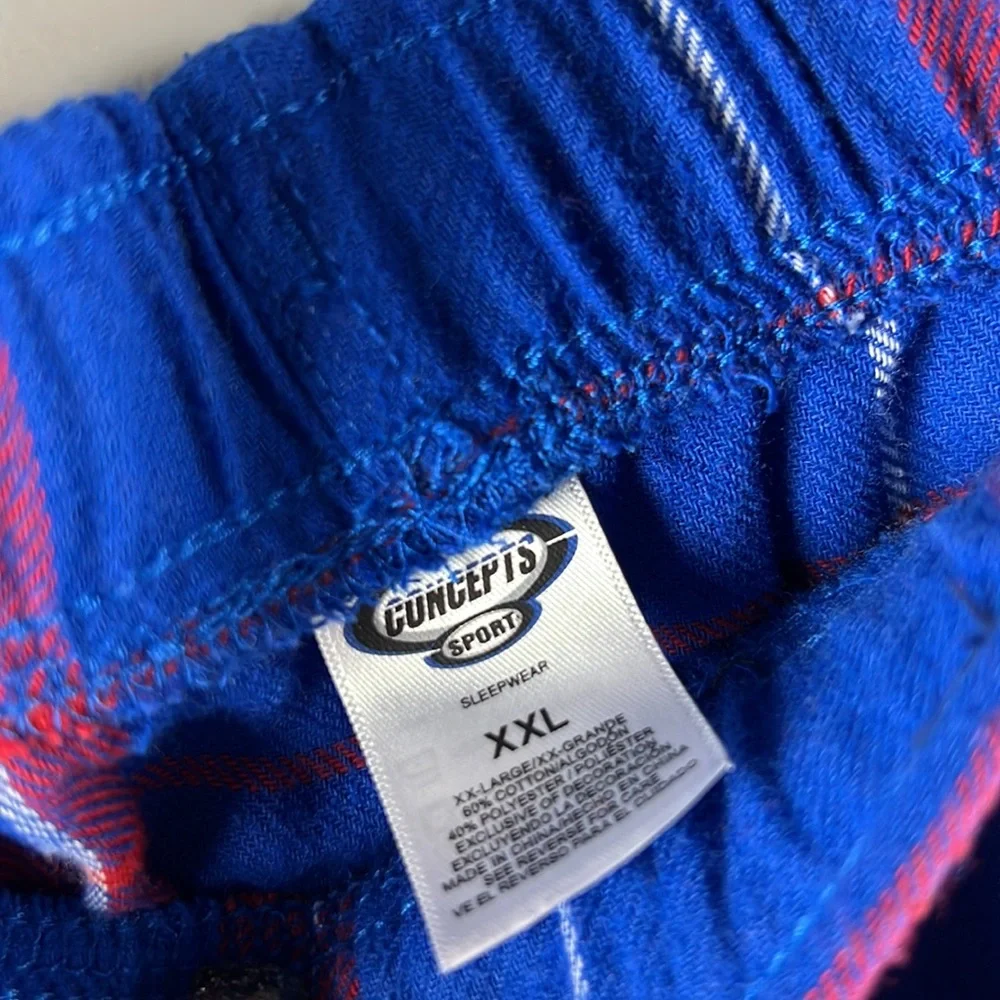 CONCEPTS
SPORT
SLEEPWEAR
XXL
XX-LARGE/XX-GRANDE
60% COTTON/ALGODÓN
40% POLYESTER / POLIÉSTER
EXCLUSIVE OF DECORATION
EXCLUYENDO LA DECORACIÓN
MADE IN CHINA/HECHO EN CHINA
SEE REVERSE FOR CARE
VE EL REVERSO PARA EL CUIDADO